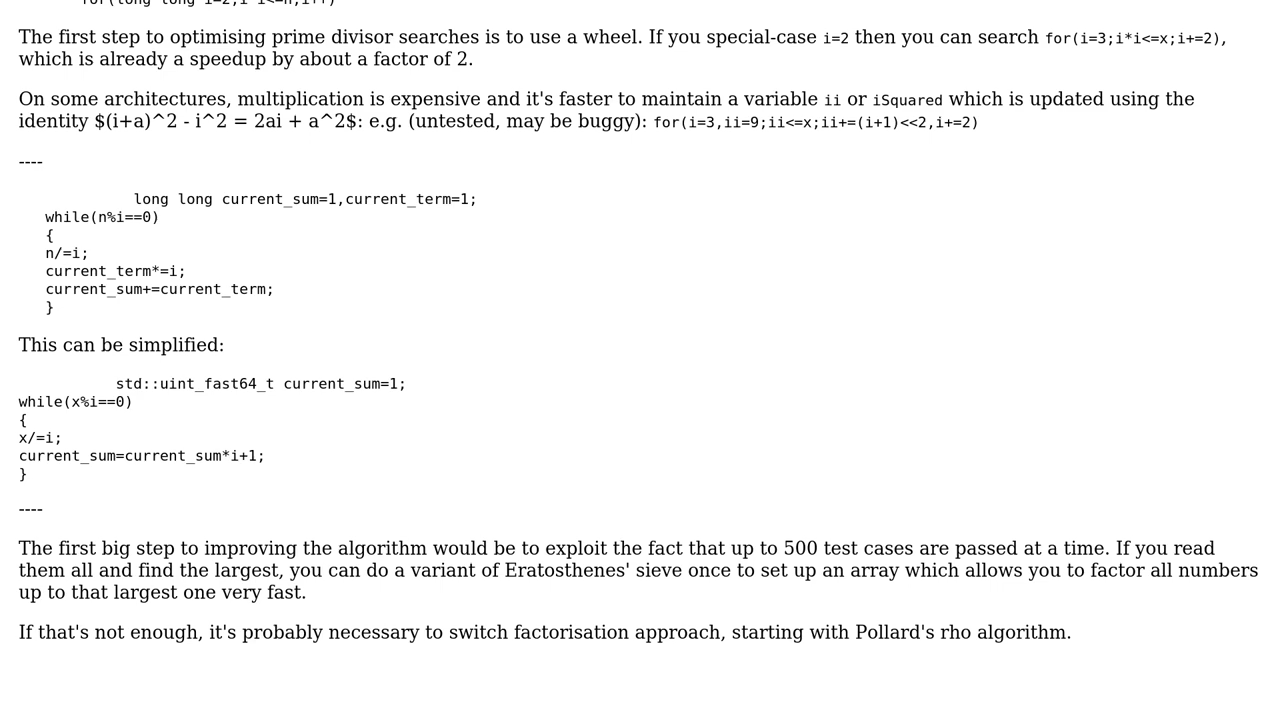 for(long long i=2;i*i<=n;i++)
The first step to optimising prime divisor searches is to use a wheel. If you special-case i=2 then you can search for(i=3;i*i<=x;i+=2),
which is already a speedup by about a factor of 2.
On some architectures, multiplication is expensive and it's faster to maintain a variable ii or iSquared which is updated using the
identity $(i+a)^2 - i^2 = 2ai + a^2$: e.g. (untested, may be buggy): for(i=3,ii=9;ii<=x;ii+=(i+1)<<2,i+=2)
----
long long current_sum=1,current_term=1;
while(n%i==0)
{
n/=i;
current_term*=i;
current_sum+=current_term;
}
This can be simplified:
std::uint_fast64_t current_sum=1;
while(x%i==0)
{
x/=i;
current_sum=current_sum*i+1;
}
----
The first big step to improving the algorithm would be to exploit the fact that up to 500 test cases are passed at a time. If you read
them all and find the largest, you can do a variant of Eratosthenes' sieve once to set up an array which allows you to factor all numbers
up to that largest one very fast.
If that's not enough, it's probably necessary to switch factorisation approach, starting with Pollard's rho algorithm.